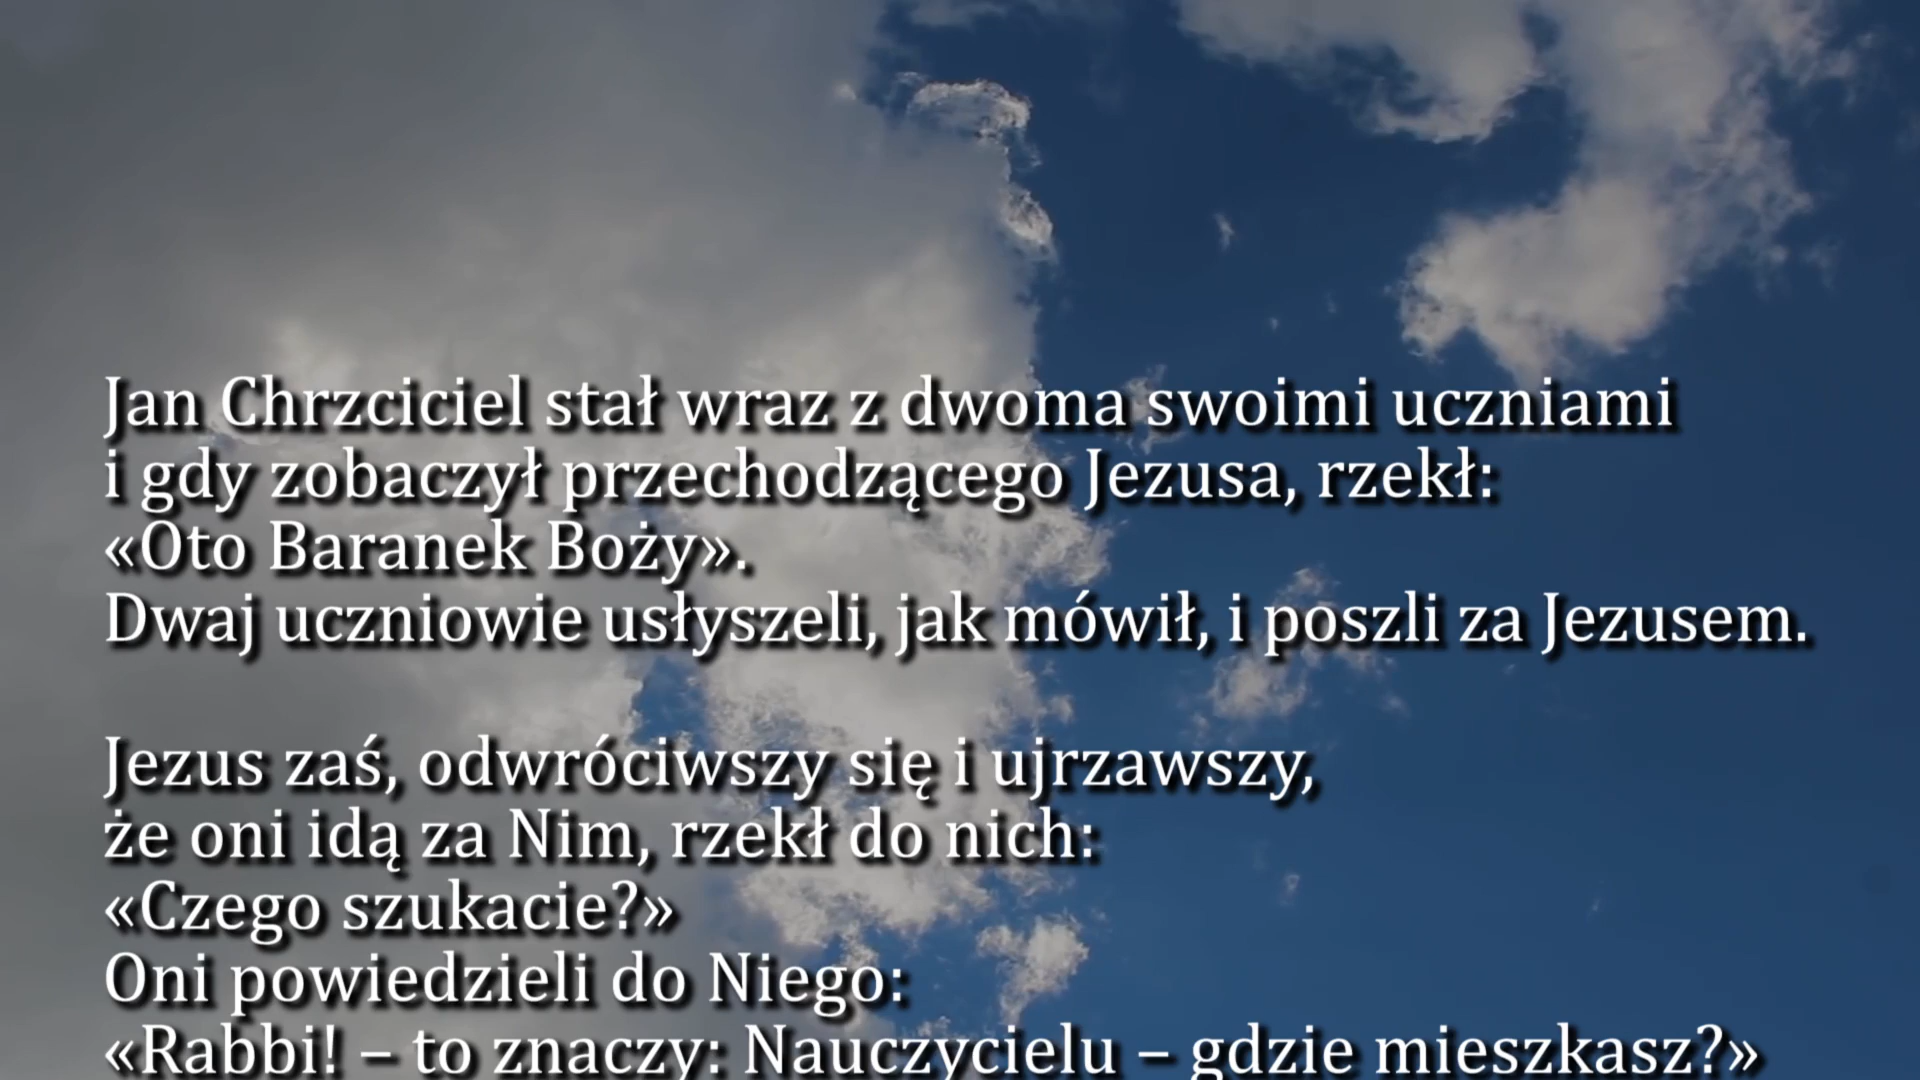 Jan Chrzciciel stał wraz z dwoma swoimi uczniami
i gdy zobaczył przechodzącego Jezusa, rzekł:
«Oto Baranek Boży».
Dwaj uczniowie usłyszeli, jak mówił, i poszli za Jezusem.
Jezus zaś, odwróciwszy się i ujrzawszy,
że oni idą za Nim, rzekł do nich:
«Czego szukacie?»
Oni powiedzieli do Niego:
«Rabbi! – to znaczy: Nauczycielu – gdzie mieszkasz?»